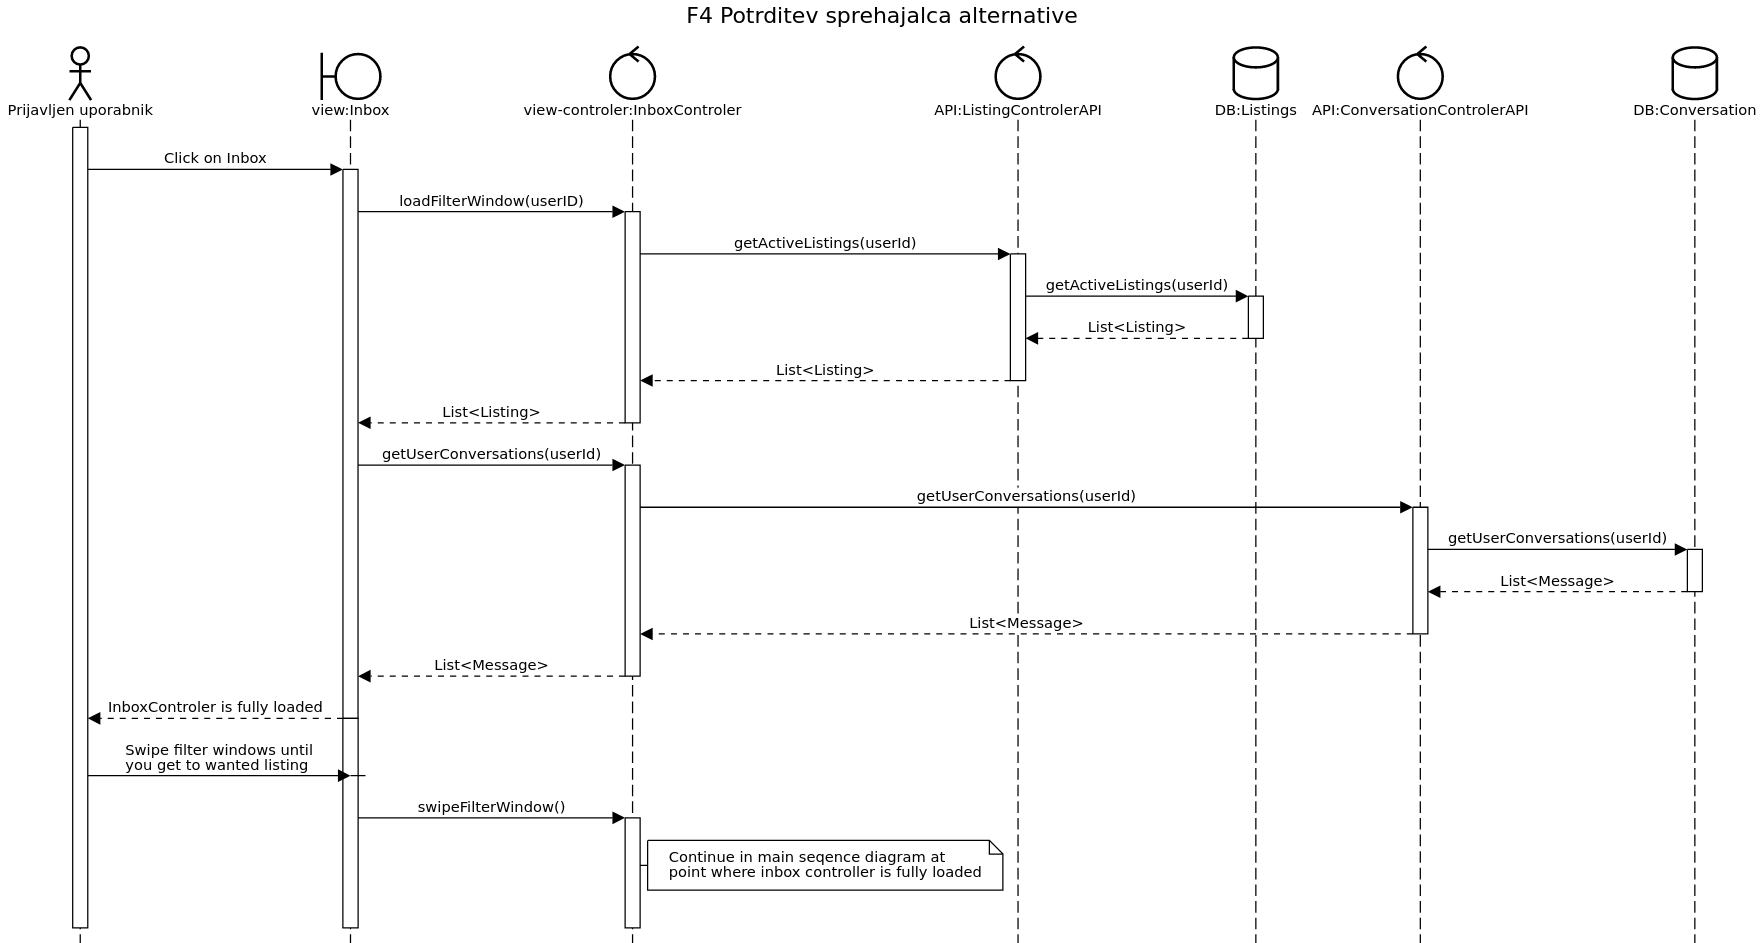 F4 Potrditev sprehajalca alternative
Prijavljen uporabnik
view:Inbox
view-controler:InboxControler
API:ListingControlerAPI
DB:Listings
API:ConversationControlerAPI
DB:Conversation
Click on Inbox
loadFilterWindow(userID)
getActiveListings(userId)
getActiveListings(userId)
List<Listing>
List<Listing>
List<Listing>
getUserConversations(userId)
getUserConversations(userId)
getUserConversations(userId)
List<Message>
List<Message>
List<Message>
InboxControler is fully loaded
Swipe filter windows until
you get to wanted listing
swipeFilterWindow()
Continue in main seqence diagram at
point where inbox controller is fully loaded